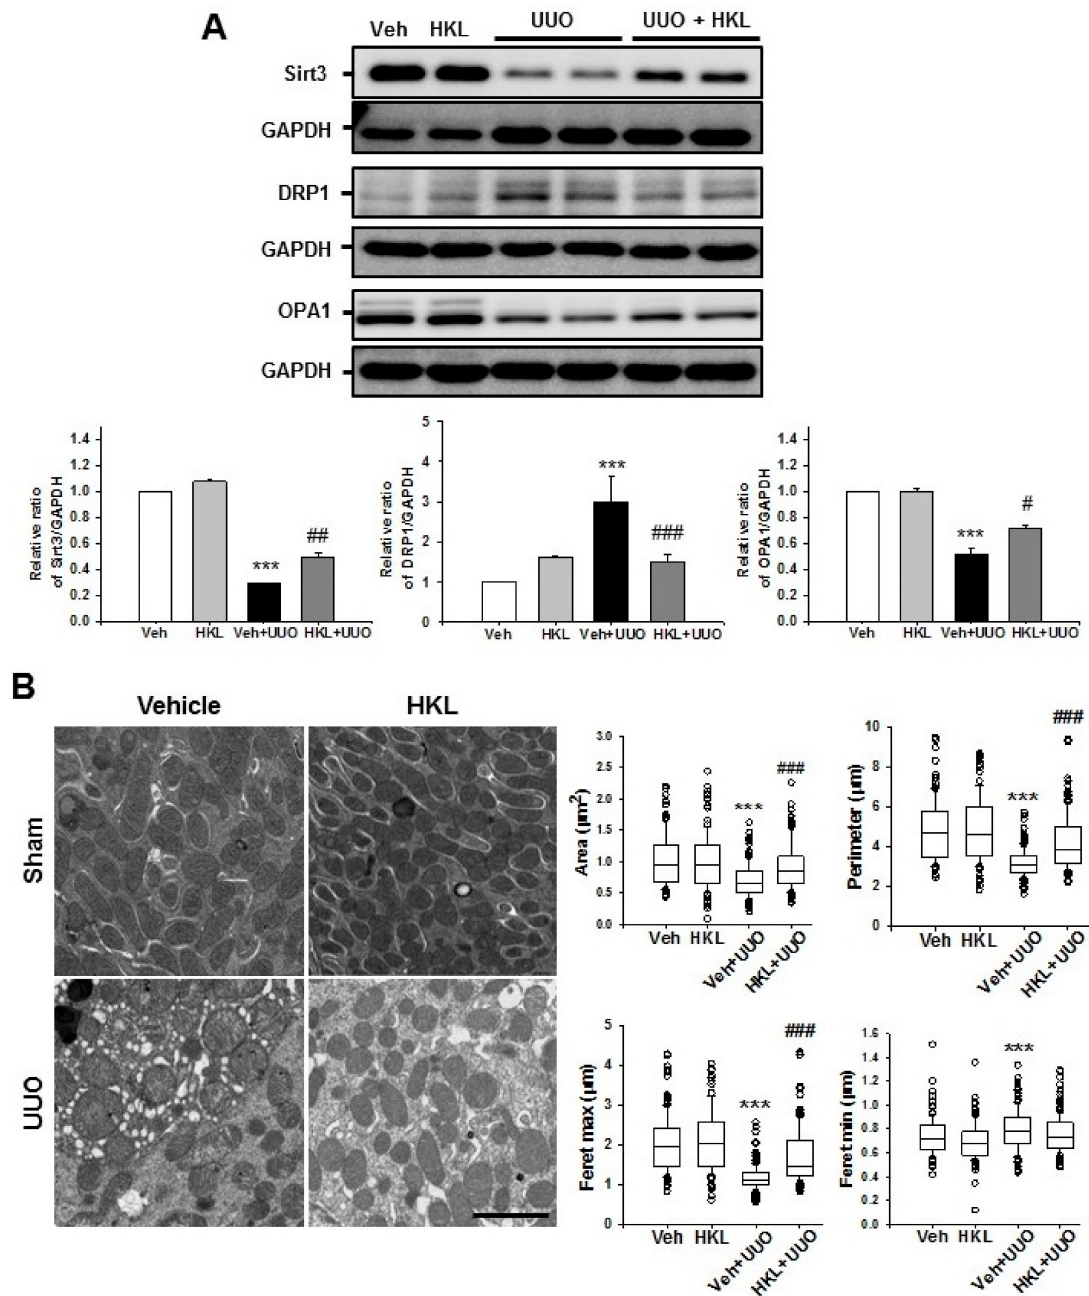 A
Veh HKL UUO UUO + HKL
Sirt3
GAPDH
DRP1
GAPDH
OPA1
GAPDH
Relative ratio
of Sirt3/GAPDH
1.4
1.2
1.0
0.8
0.6
0.4
0.2
0.0
***
##
Veh HKL Veh+UUO HKL+UUO
Relative ratio
of DRP1/GAPDH
5
4
3
2
1
0
***
###
Veh HKL Veh+UUO HKL+UUO
Relative ratio
of OPA1/GAPDH
1.4
1.2
1.0
0.8
0.6
0.4
0.2
0.0
***
#
Veh HKL Veh+UUO HKL+UUO
B
Vehicle HKL
Sham
UUO
Area (µm²)
3.0
2.5
2.0
1.5
1.0
0.5
0.0
***
###
Veh HKL Veh+UUO HKL+UUO
Perimeter (µm)
10
8
6
4
2
0
***
###
Veh HKL Veh+UUO HKL+UUO
Feret max (µm)
5
4
3
2
1
0
***
###
Veh HKL Veh+UUO HKL+UUO
Feret min (µm)
1.6
1.4
1.2
1.0
0.8
0.6
0.4
0.2
0.0
***
Veh HKL Veh+UUO HKL+UUO